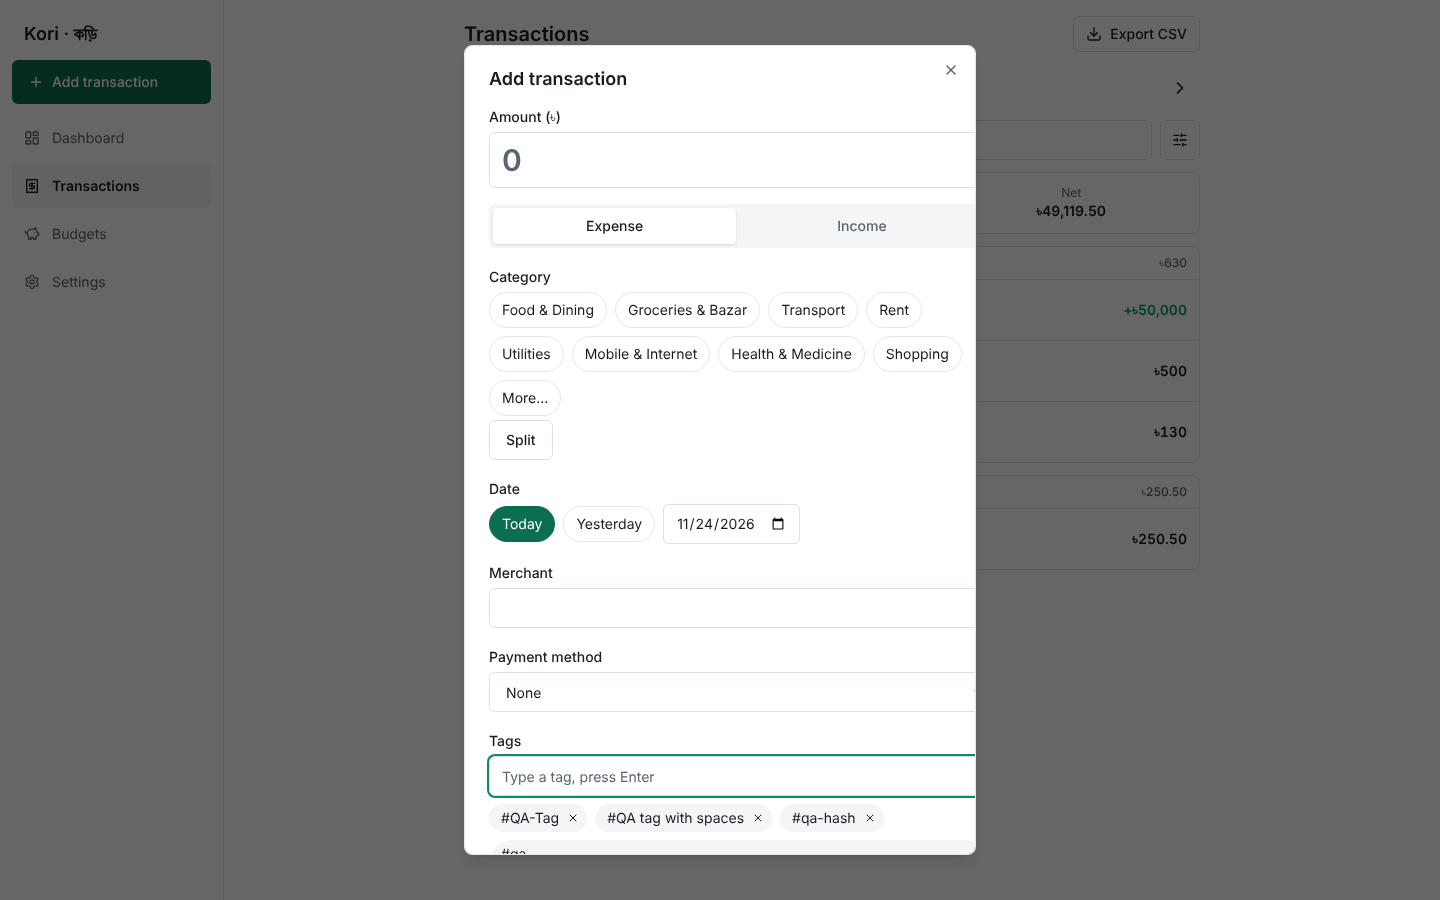 Kori · কড়ি
Transactions
Export CSV
Add transaction
Dashboard
Transactions
Budgets
Settings
Add transaction
Amount (৳)
0
Expense
Income
Category
Food & Dining
Groceries & Bazar
Transport
Rent
Utilities
Mobile & Internet
Health & Medicine
Shopping
More...
Split
Date
Today
Yesterday
11/24/2026
Merchant
Payment method
None
Tags
Type a tag, press Enter
#QA-Tag
#QA tag with spaces
#qa-hash
#qa
Net
৳49,119.50
৳630
+৳50,000
৳500
৳130
৳250.50
৳250.50